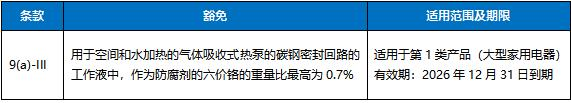 条款 豁免 适用范围及期限
9(a)-III
用于空间和水加热的气体吸收式热泵的碳钢密封回路的
工作液中，作为防腐剂的六价铬的重量比最高为 0.7%
适用于第 1 类产品（大型家用电器）
有效期：2026 年 12 月 31 日到期